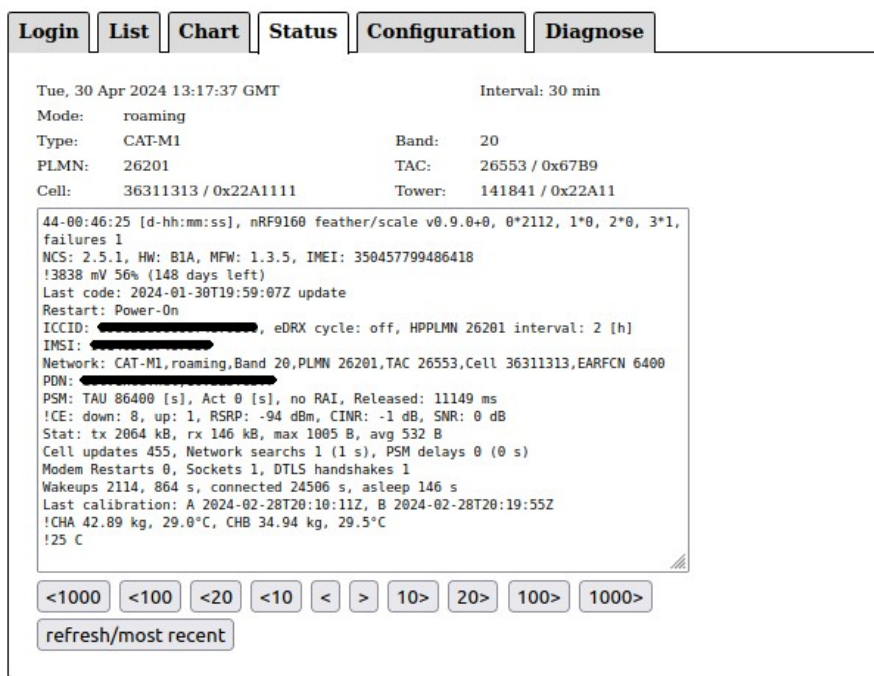 Login List Chart Status Configuration Diagnose
Tue, 30 Apr 2024 13:17:37 GMT Interval: 30 min
Mode: roaming
Type: CAT-M1 Band: 20
PLMN: 26201 TAC: 26553 / 0x67B9
Cell: 36311313 / 0x22A1111 Tower: 141841 / 0x22A11
44-00:46:25 [d-hh:mm:ss], nRF9160 feather/scale v0.9.0+0, 0*2112, 1*0, 2*0, 3*1,
failures 1
NCS: 2.5.1, HW: B1A, MFW: 1.3.5, IMEI: 350457799486418
!3838 mV 56% (148 days left)
Last code: 2024-01-30T19:59:07Z update
Restart: Power-On
ICCID: , eDRX cycle: off, HPPLMN 26201 interval: 2 [h]
IMSI:
Network: CAT-M1,roaming,Band 20,PLMN 26201,TAC 26553,Cell 36311313,EARFCN 6400
PDN:
PSM: TAU 86400 [s], Act 0 [s], no RAI, Released: 11149 ms
!CE: down: 8, up: 1, RSRP: -94 dBm, CINR: -1 dB, SNR: 0 dB
Stat: tx 2064 kB, rx 146 kB, max 1005 B, avg 532 B
Cell updates 455, Network searchs 1 (1 s), PSM delays 0 (0 s)
Modem Restarts 0, Sockets 1, DTLS handshakes 1
Wakeups 2114, 864 s, connected 24506 s, asleep 146 s
Last calibration: A 2024-02-28T20:10:11Z, B 2024-02-28T20:19:55Z
!CHA 42.89 kg, 29.0°C, CHB 34.94 kg, 29.5°C
!25 C
<1000 <100 <20 <10 < > 10> 20> 100> 1000>
refresh/most recent